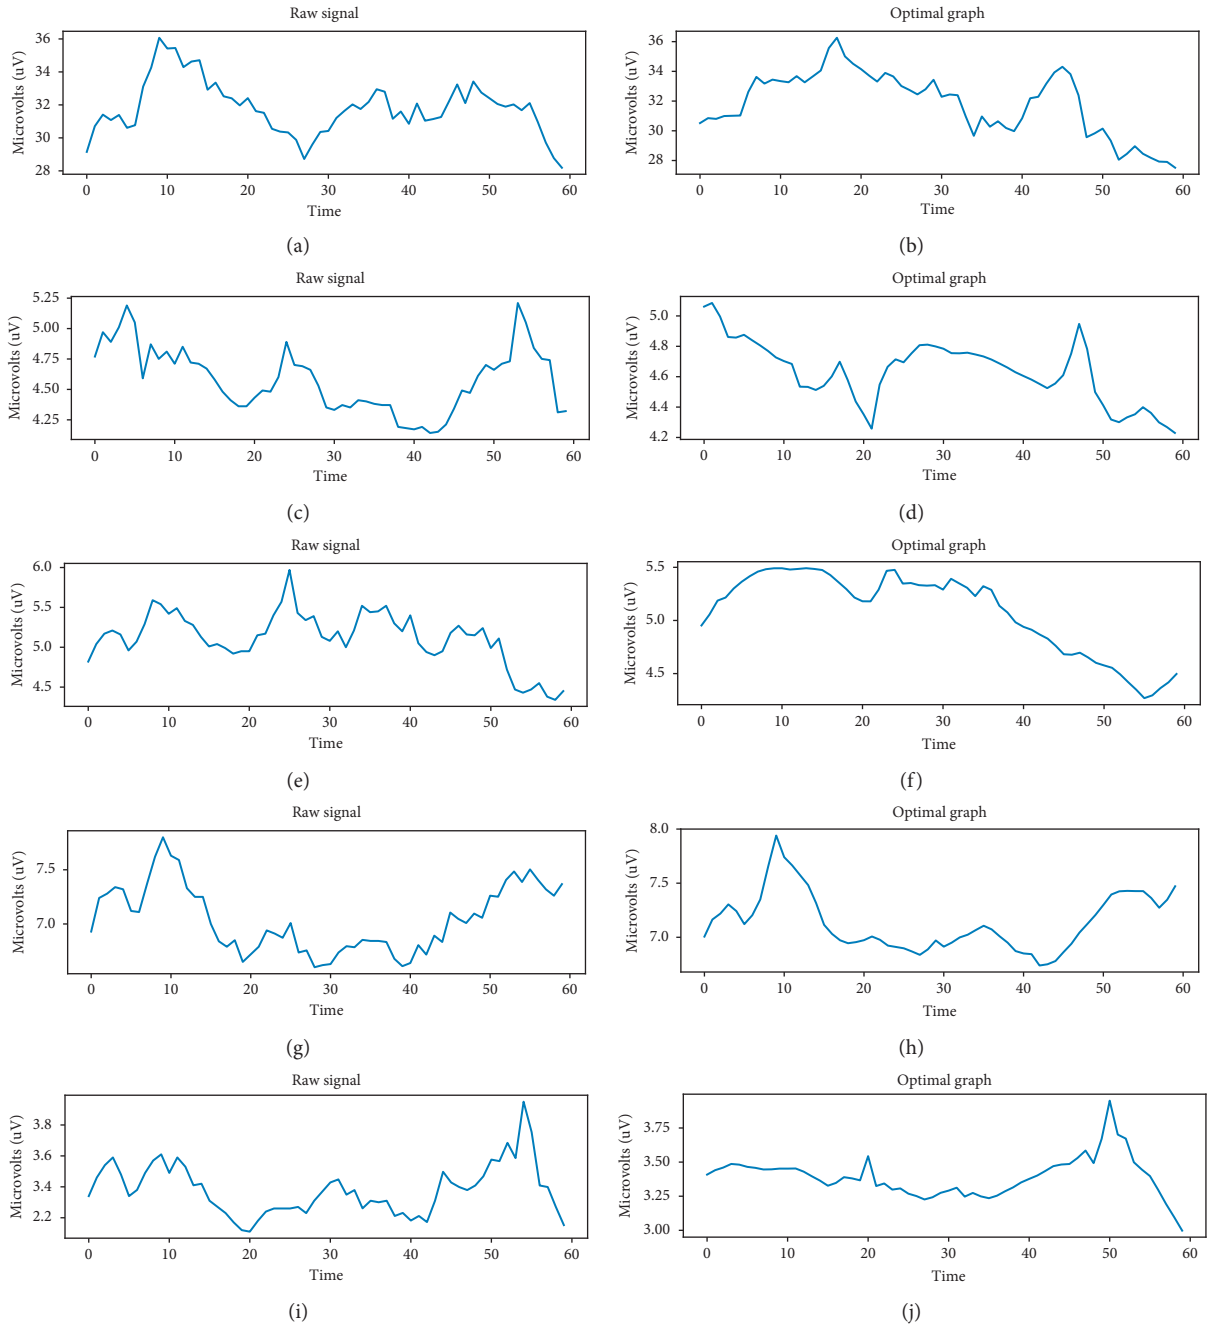 Raw signal
36
34
32
30
28
Microvolts (uV)
0 10 20 30 40 50 60
Time
(a)
Optimal graph
36
34
32
30
28
Microvolts (uV)
0 10 20 30 40 50 60
Time
(b)
Raw signal
5.25
5.00
4.75
4.50
4.25
Microvolts (uV)
0 10 20 30 40 50 60
Time
(c)
Optimal graph
5.0
4.8
4.6
4.4
4.2
Microvolts (uV)
0 10 20 30 40 50 60
Time
(d)
Raw signal
6.0
5.5
5.0
4.5
Microvolts (uV)
0 10 20 30 40 50 60
Time
(e)
Optimal graph
5.5
5.0
4.5
Microvolts (uV)
0 10 20 30 40 50 60
Time
(f)
Raw signal
7.5
7.0
Microvolts (uV)
0 10 20 30 40 50 60
Time
(g)
Optimal graph
8.0
7.5
7.0
Microvolts (uV)
0 10 20 30 40 50 60
Time
(h)
Raw signal
3.8
3.6
3.4
2.2
Microvolts (uV)
0 10 20 30 40 50 60
Time
(i)
Optimal graph
3.75
3.50
3.25
3.00
Microvolts (uV)
0 10 20 30 40 50 60
Time
(j)